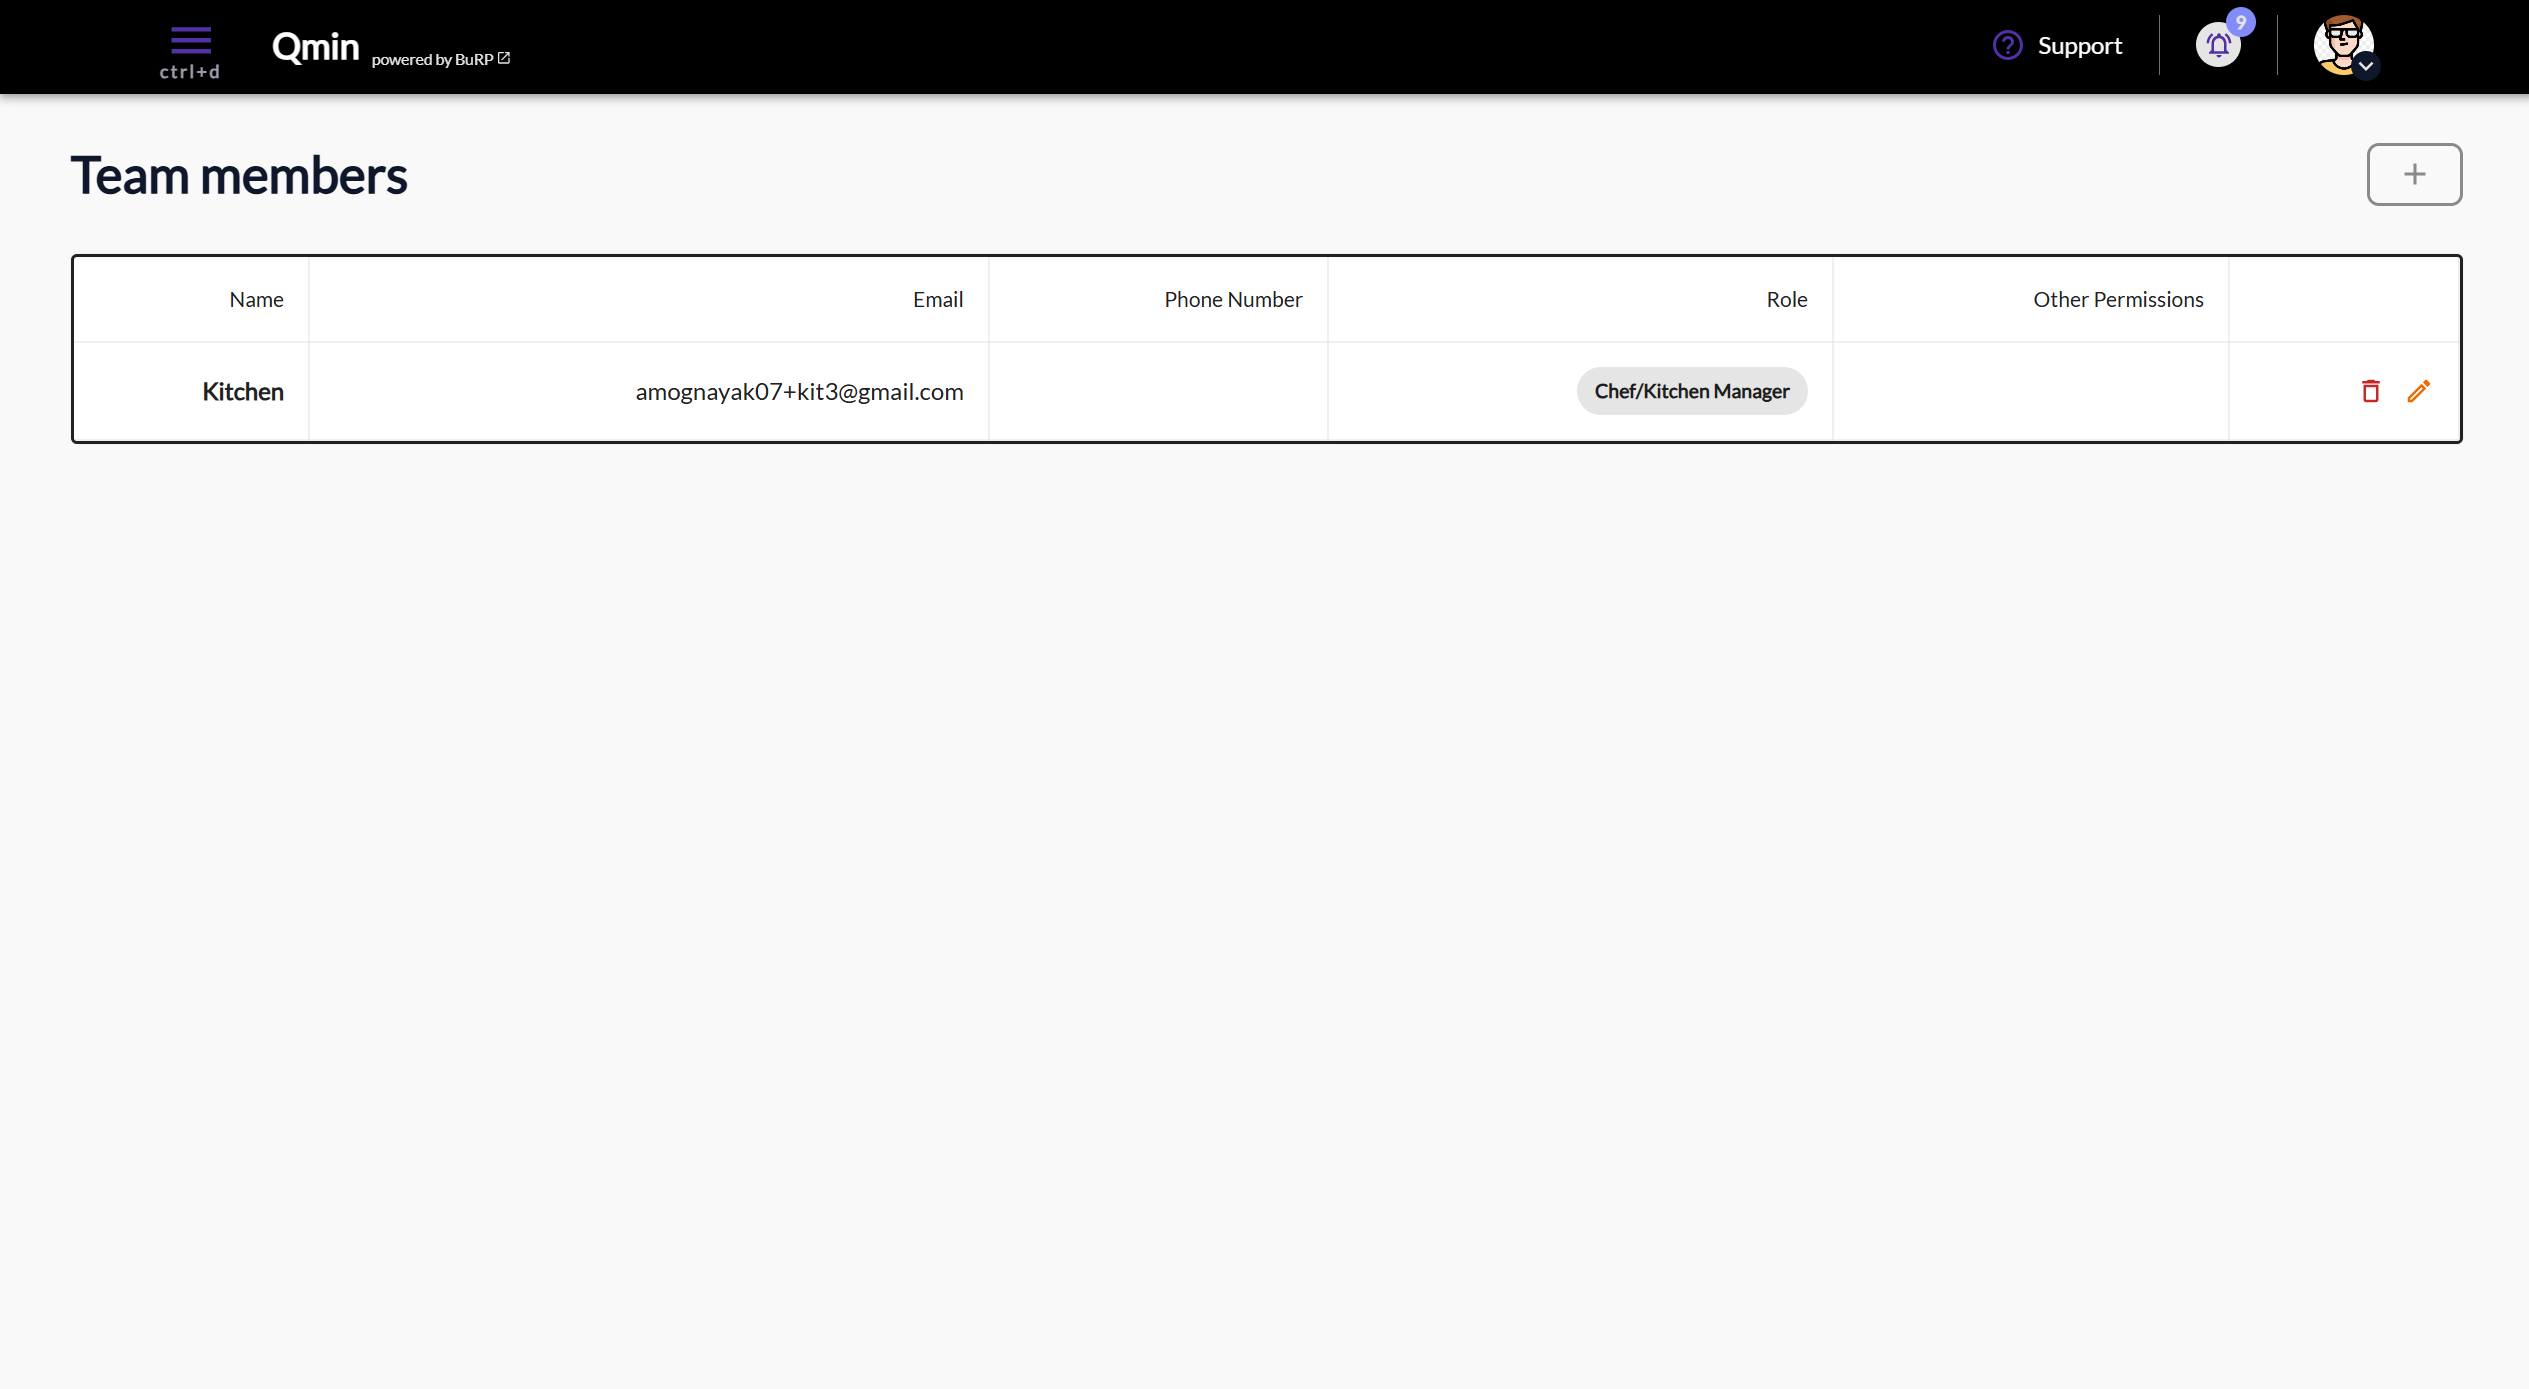 ctrl+d
Qmin powered by BuRP
Support
9
Team members
+
Name Email Phone Number Role Other Permissions
Kitchen amognayak07+kit3@gmail.com Chef/Kitchen Manager